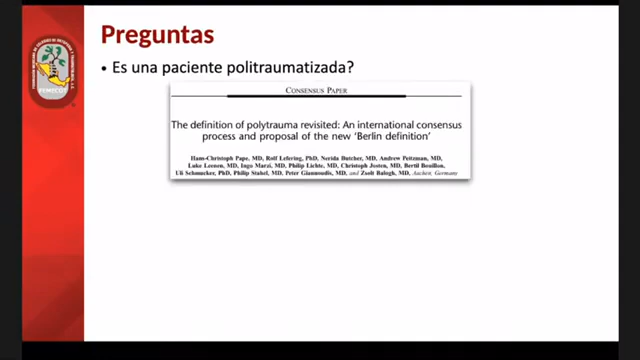 Preguntas
• Es una paciente politraumatizada?
CONSENSUS PAPER
The definition of polytrauma revisited: An international consensus
process and proposal of the new 'Berlin definition'
Hans-Christoph Pape, MD, Rolf Lefering, PhD, Nerida Butcher, MD, Andrew Peitzman, MD,
Luke Leenen, MD, Ingo Marzi, MD, Philip Lichte, MD, Christoph Josten, MD, Bertil Bouillon, MD,
Uli Schmucker, PhD, Philip Stahel, MD, Peter Giannoudis, MD, and Zsolt Balogh, MD, Aachen, Germany
FEMECOT